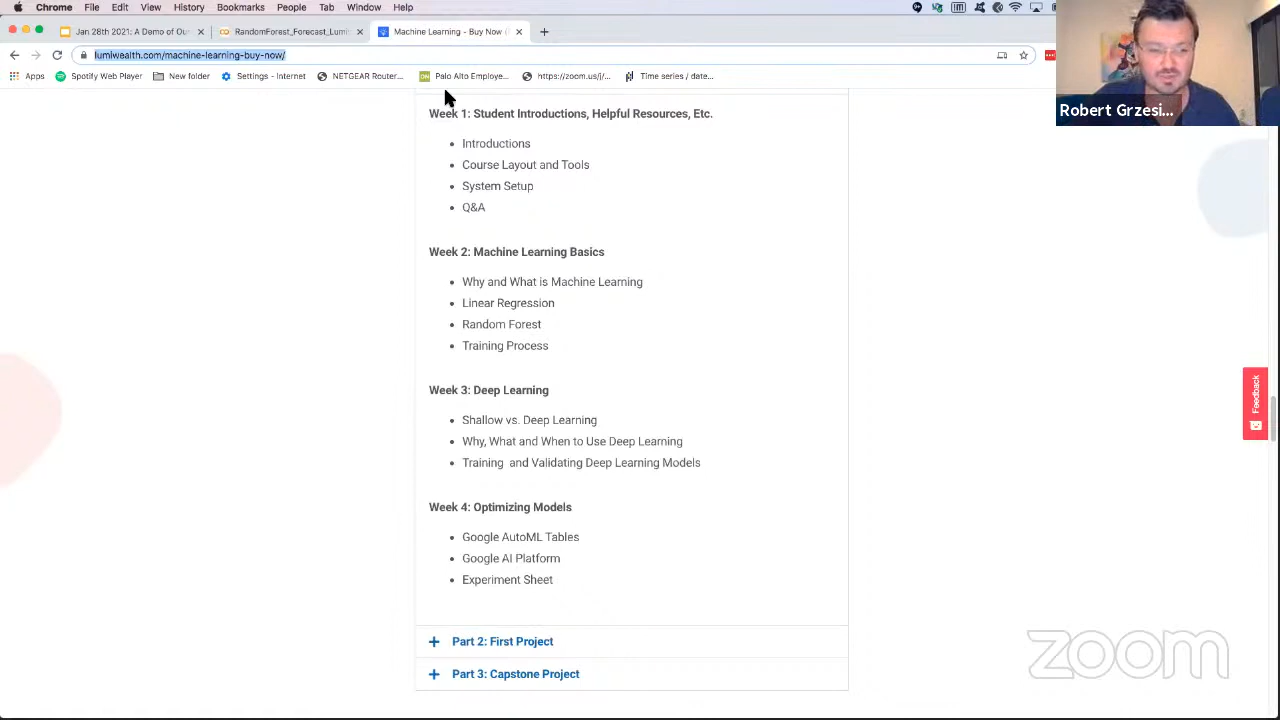 Chrome File Edit View History Bookmarks People Tab Window Help
Jan 28th 2021: A Demo of Our
RandomForest_Forecast_Lumi
Machine Learning - Buy Now (
lumiwealth.com/machine-learning-buy-now/
Apps Spotify Web Player New folder Settings - Internet NETGEAR Router... Palo Alto Employe... https://zoom.us/j/... Time series / date...
Robert Grzesi...
Week 1: Student Introductions, Helpful Resources, Etc.
Introductions
Course Layout and Tools
System Setup
Q&A
Week 2: Machine Learning Basics
Why and What is Machine Learning
Linear Regression
Random Forest
Training Process
Week 3: Deep Learning
Shallow vs. Deep Learning
Why, What and When to Use Deep Learning
Training and Validating Deep Learning Models
Feedback
Week 4: Optimizing Models
Google AutoML Tables
Google AI Platform
Experiment Sheet
Part 2: First Project
Part 3: Capstone Project
zoom